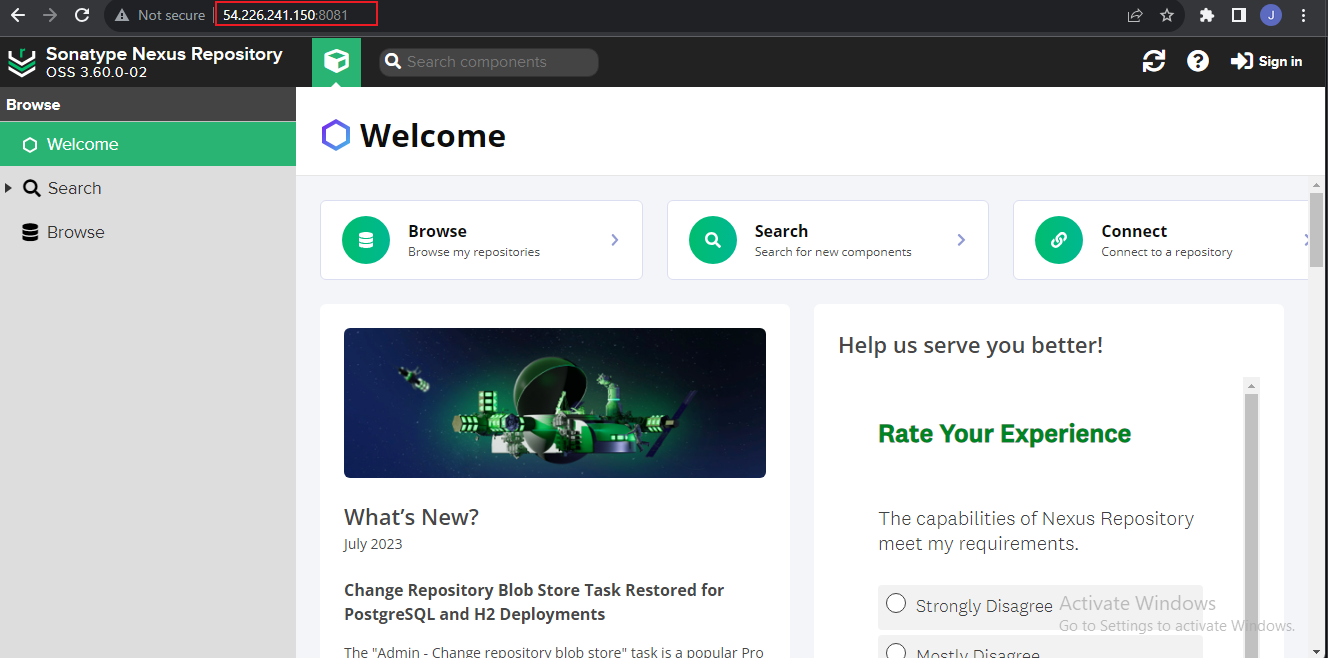 Not secure
54.226.241.150:8081
J
Sonatype Nexus Repository
OSS 3.60.0-02
Search components
Sign in
Browse
Welcome
Search
Browse
Welcome
Browse
Browse my repositories
Search
Search for new components
Connect
Connect to a repository
What's New?
July 2023
Change Repository Blob Store Task Restored for
PostgreSQL and H2 Deployments
The "Admin - Change repository blob store" task is a popular Pro
Help us serve you better!
Rate Your Experience
The capabilities of Nexus Repository
meet my requirements.
Strongly Disagree
Mostly Disagree
Activate Windows
Go to Settings to activate Windows.